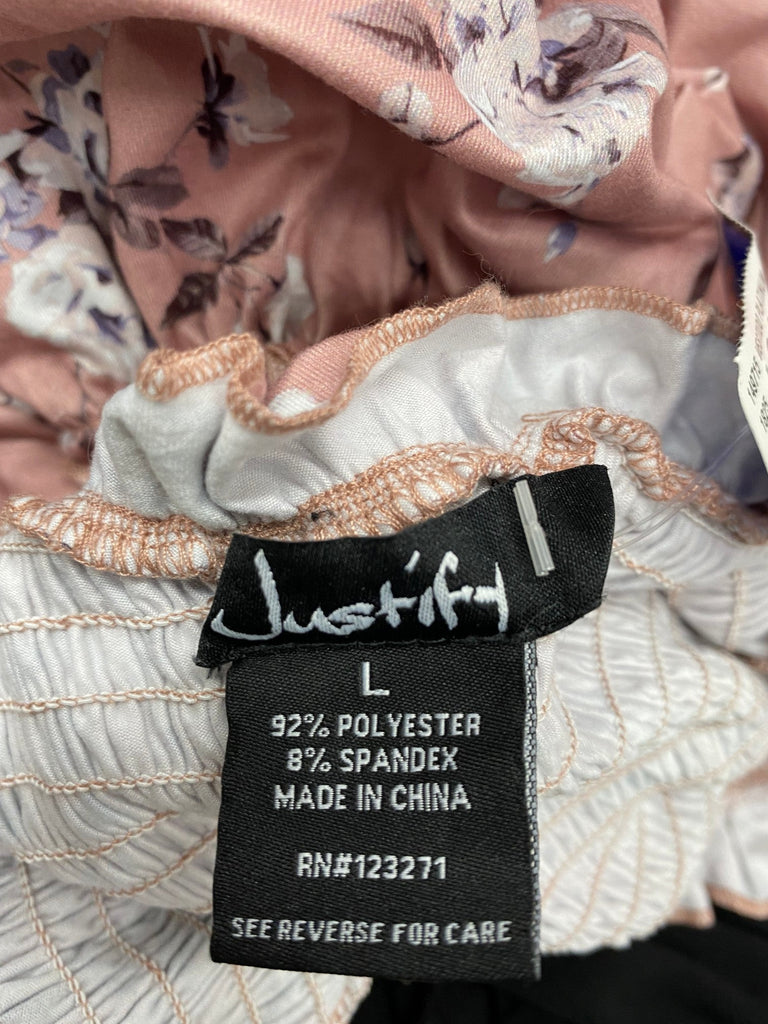 Justify
L
92% POLYESTER
8% SPANDEX
MADE IN CHINA
RN#123271
SEE REVERSE FOR CARE